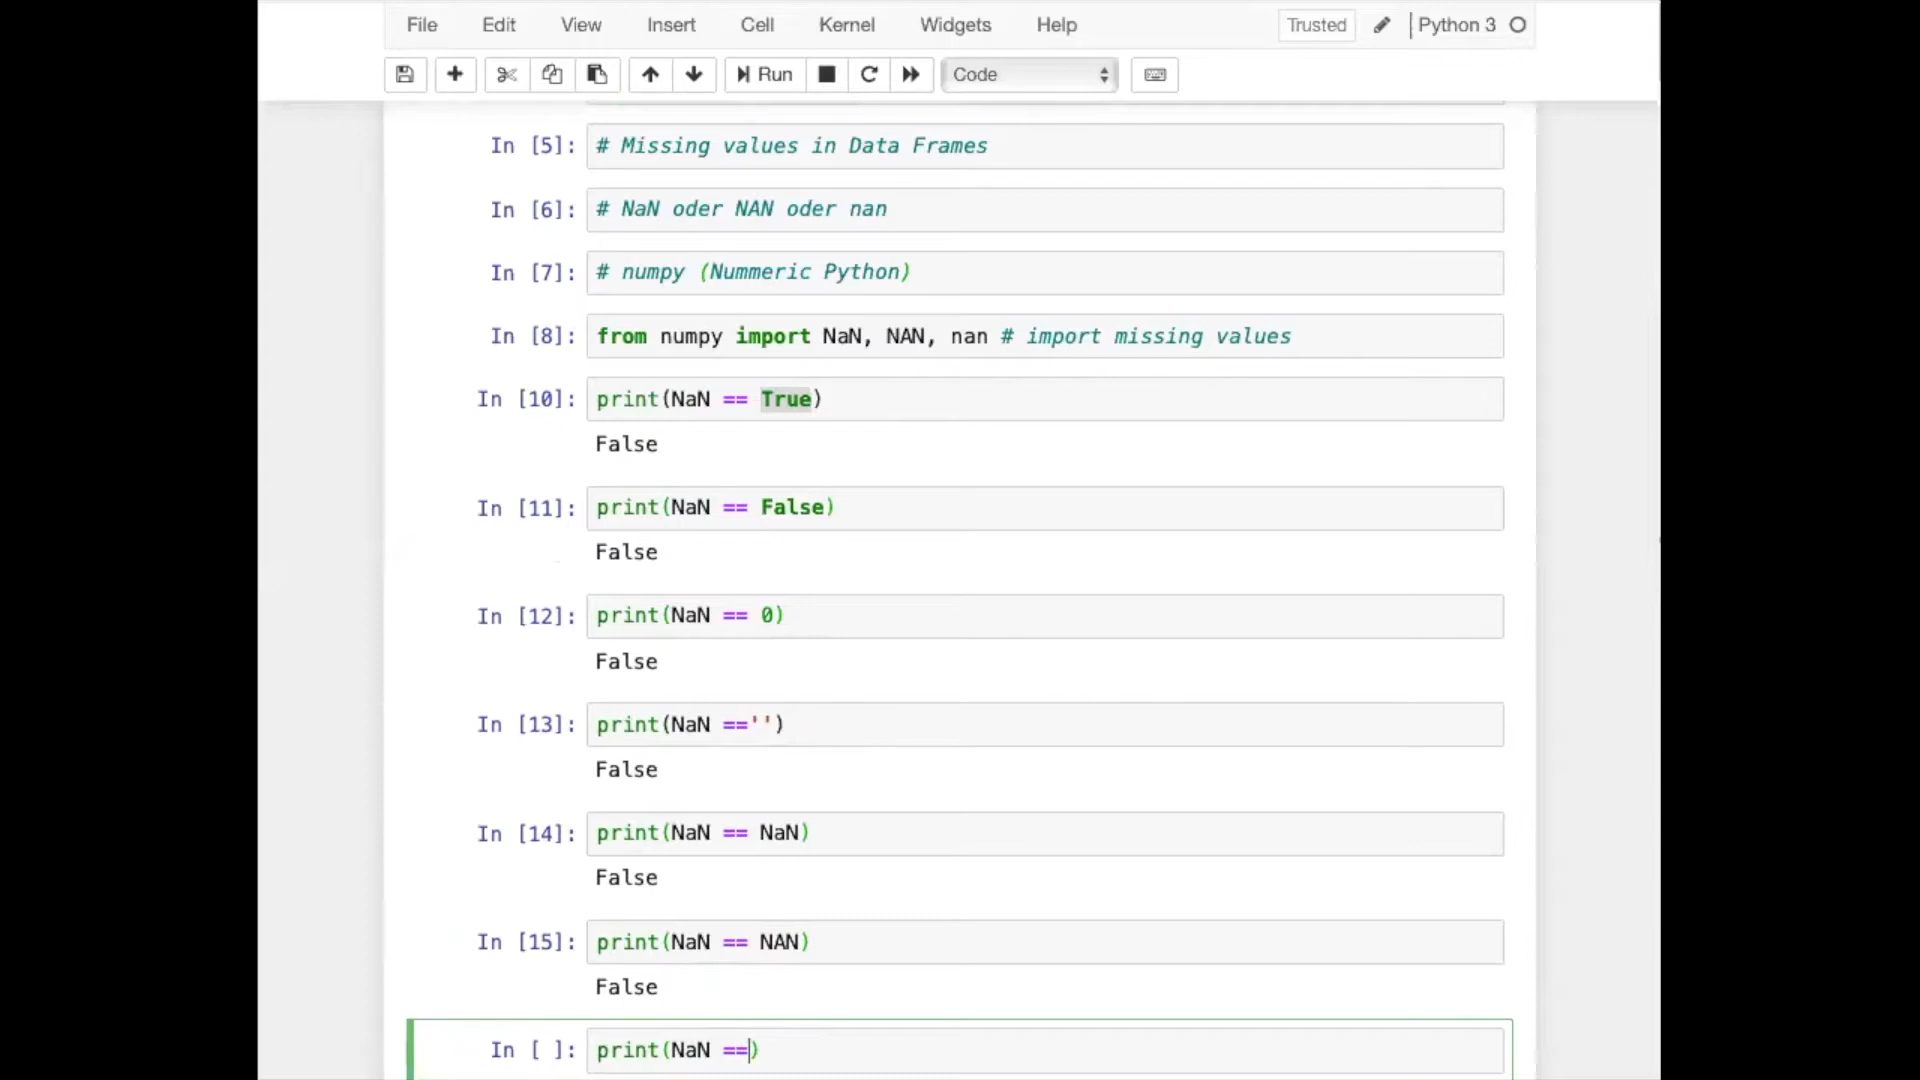 File Edit View Insert Cell Kernel Widgets Help Trusted Python 3
Run Code
In [5]: # Missing values in Data Frames
In [6]: # NaN oder NAN oder nan
In [7]: # numpy (Nummeric Python)
In [8]: from numpy import NaN, NAN, nan # import missing values
In [10]: print(NaN == True)
False
In [11]: print(NaN == False)
False
In [12]: print(NaN == 0)
False
In [13]: print(NaN =='')
False
In [14]: print(NaN == NaN)
False
In [15]: print(NaN == NAN)
False
In [ ]: print(NaN ==)